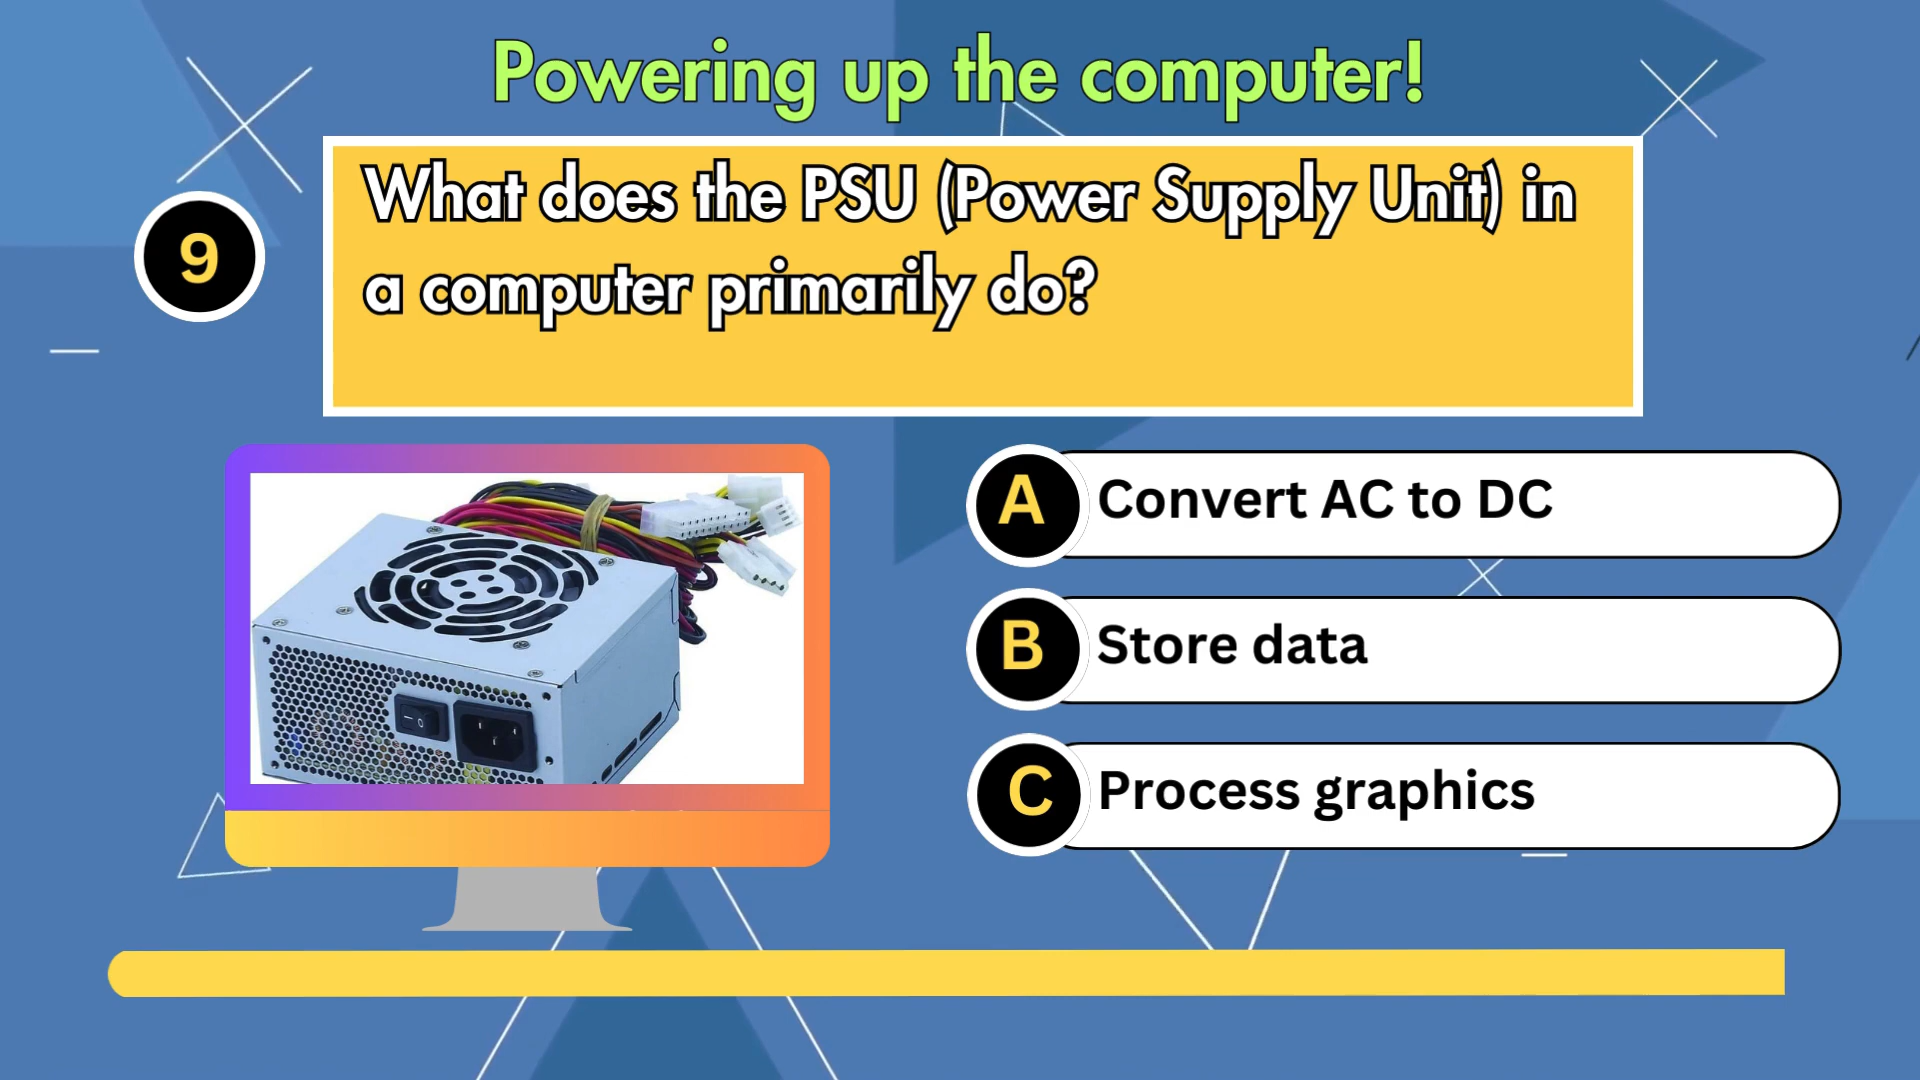 Powering up the computer!
9
What does the PSU (Power Supply Unit) in
a computer primarily do?
A Convert AC to DC
B Store data
C Process graphics